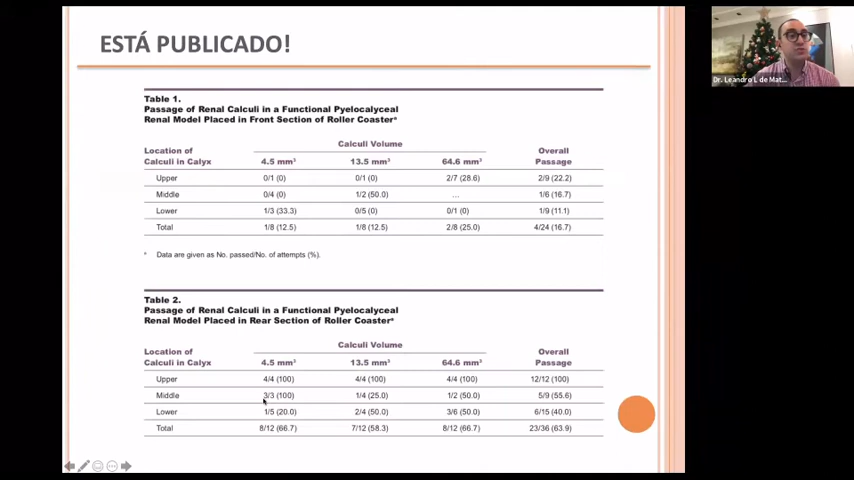 ESTÁ PUBLICADO!
Dr. Leandro L de Mat...
Table 1.
Passage of Renal Calculi in a Functional Pyelocalyceal
Renal Model Placed in Front Section of Roller Coasterᵃ
Location of Calculi in Calyx Calculi Volume Overall Passage
4.5 mm³ 13.5 mm³ 64.6 mm³
Upper 0/1 (0) 0/1 (0) 2/7 (28.6) 2/9 (22.2)
Middle 0/4 (0) 1/2 (50.0) ... 1/6 (16.7)
Lower 1/3 (33.3) 0/5 (0) 0/1 (0) 1/9 (11.1)
Total 1/8 (12.5) 1/8 (12.5) 2/8 (25.0) 4/24 (16.7)
ᵃ Data are given as No. passed/No. of attempts (%).
Table 2.
Passage of Renal Calculi in a Functional Pyelocalyceal
Renal Model Placed in Rear Section of Roller Coasterᵃ
Location of Calculi in Calyx Calculi Volume Overall Passage
4.5 mm³ 13.5 mm³ 64.6 mm³
Upper 4/4 (100) 4/4 (100) 4/4 (100) 12/12 (100)
Middle 3/3 (100) 1/4 (25.0) 1/2 (50.0) 5/9 (55.6)
Lower 1/5 (20.0) 2/4 (50.0) 3/6 (50.0) 6/15 (40.0)
Total 8/12 (66.7) 7/12 (58.3) 8/12 (66.7) 23/36 (63.9)